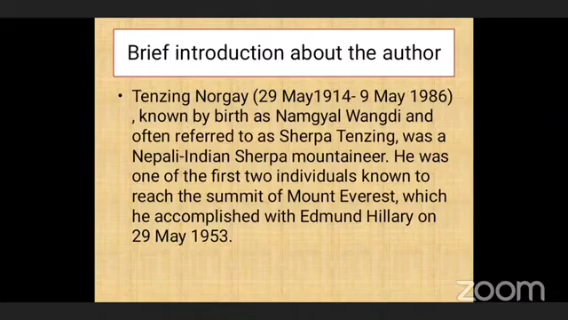 Brief introduction about the author
• Tenzing Norgay (29 May1914- 9 May 1986)
, known by birth as Namgyal Wangdi and
often referred to as Sherpa Tenzing, was a
Nepali-Indian Sherpa mountaineer. He was
one of the first two individuals known to
reach the summit of Mount Everest, which
he accomplished with Edmund Hillary on
29 May 1953.
zoom